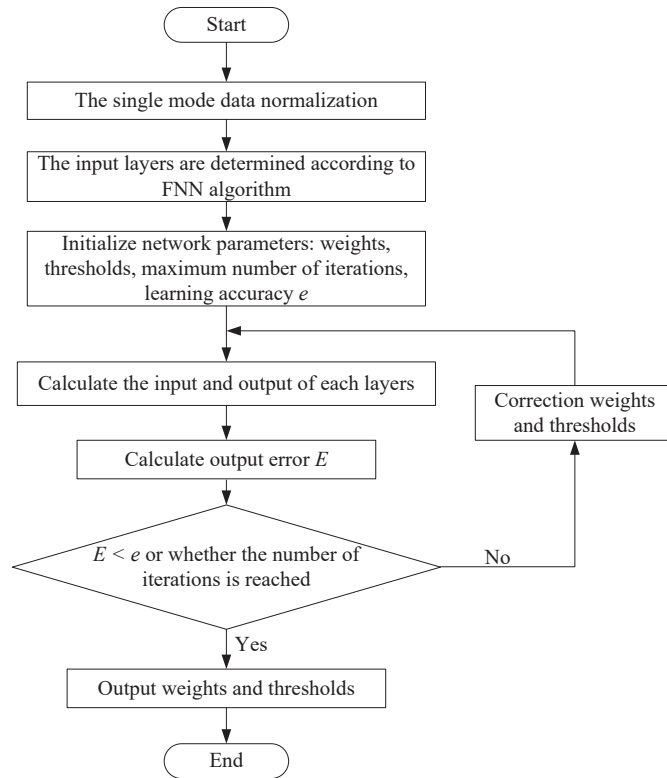 Start
The single mode data normalization
The input layers are determined according to
FNN algorithm
Initialize network parameters: weights,
thresholds, maximum number of iterations,
learning accuracy e
Calculate the input and output of each layers
Correction weights
and thresholds
Calculate output error E
E < e or whether the number of
iterations is reached
No
Yes
Output weights and thresholds
End